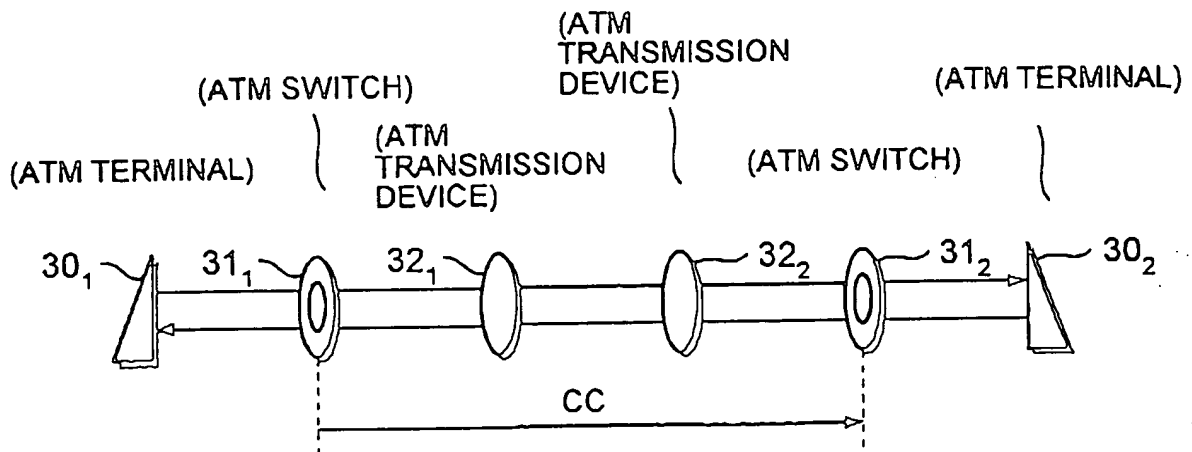 (ATM
TRANSMISSION
DEVICE)
(ATM SWITCH)
(ATM TERMINAL)
(ATM
TRANSMISSION
DEVICE)
(ATM TERMINAL)
(ATM SWITCH)
30₁
31₁
32₁
32₂
31₂
30₂
CC